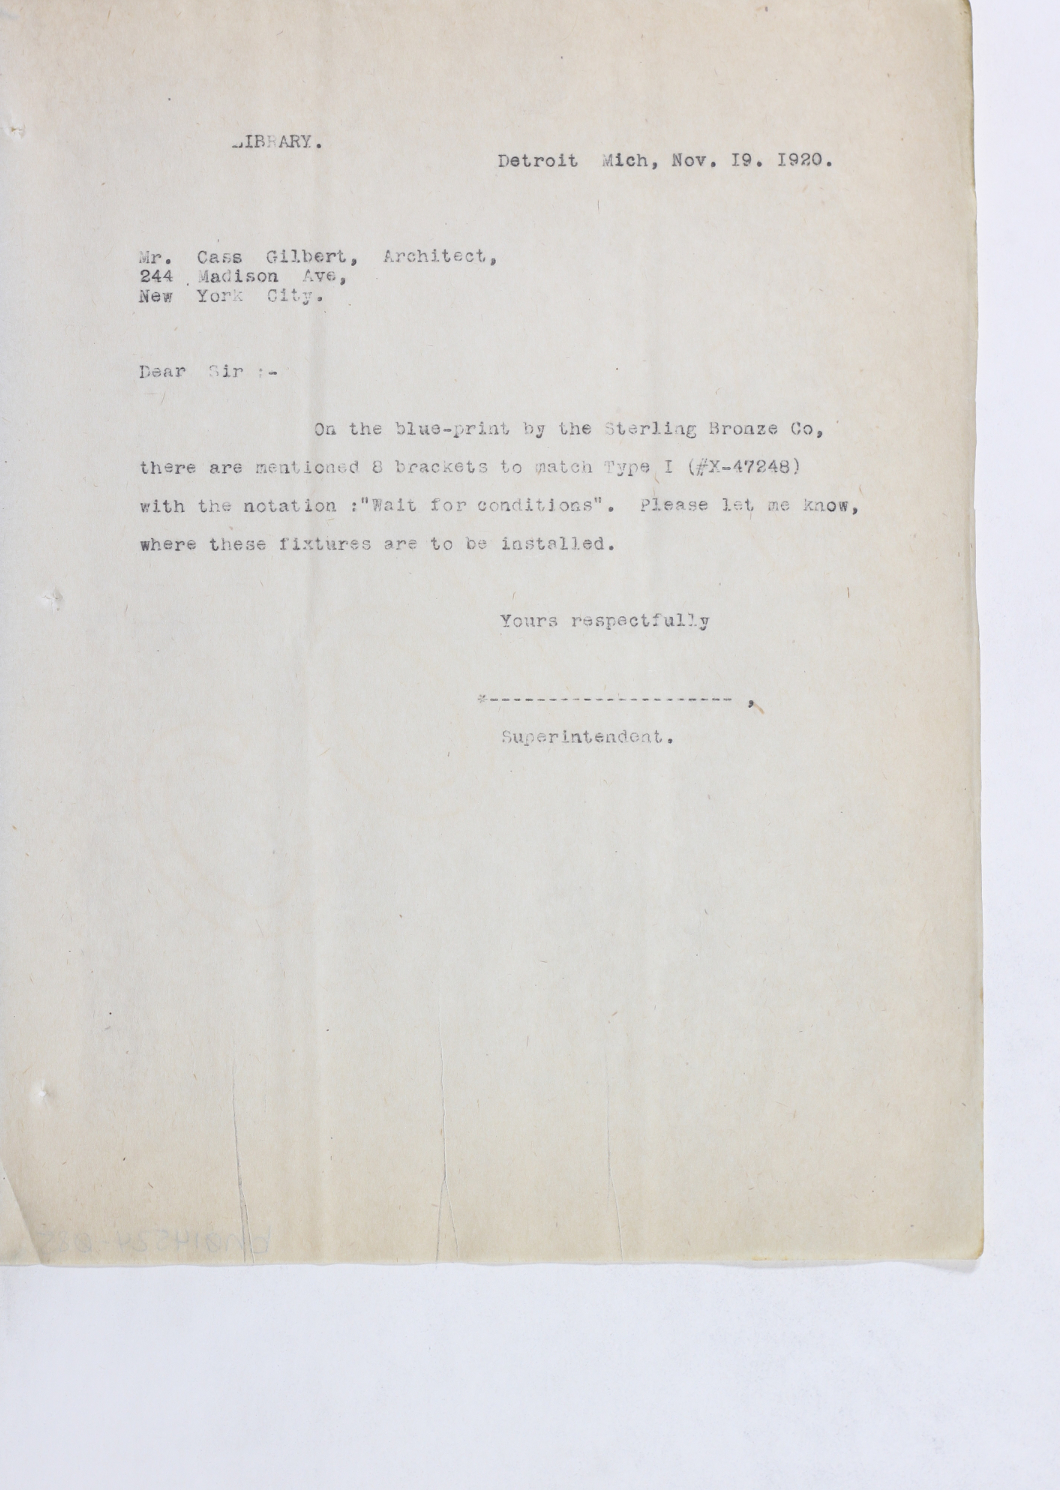 LIBRARY.
Detroit Mich, Nov. I9. I920.
Mr. Cass Gilbert, Architect,
244 Madison Ave,
New York City.
Dear Sir :-
On the blue-print by the Sterling Bronze Co,
there are mentioned 8 brackets to match Type I (#X-47248)
with the notation :"Wait for conditions". Please let me know,
where these fixtures are to be installed.
Yours respectfully
*--------------------- ,
Superintendent.